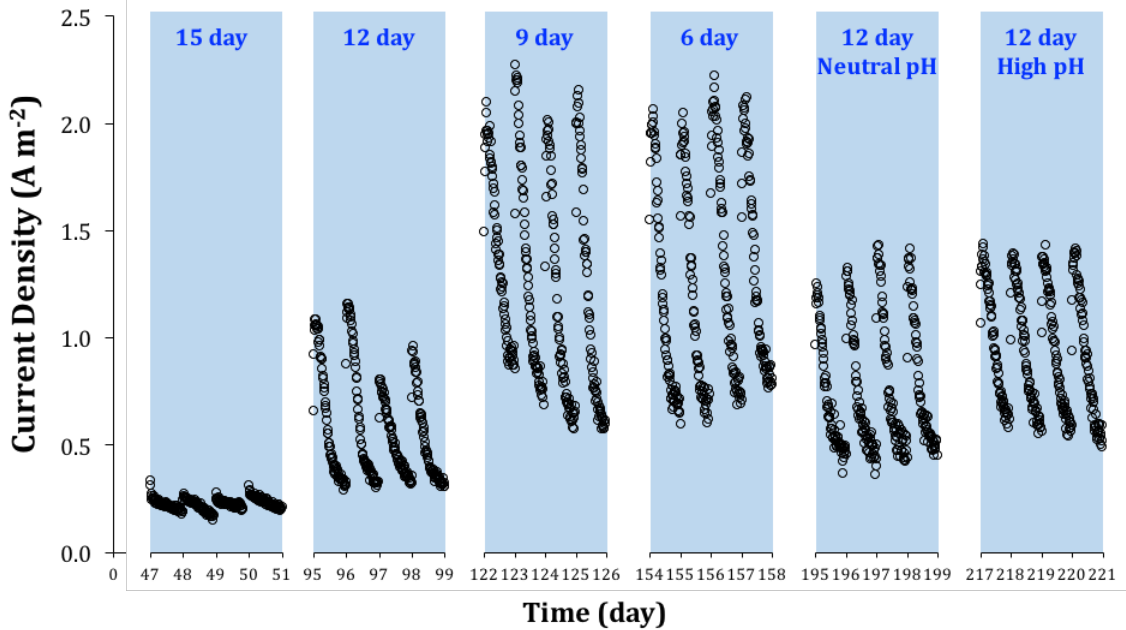 2.5
2.0
1.5
1.0
0.5
0.0
Current Density (A m-2)
15 day
12 day
9 day
6 day
12 day
Neutral pH
12 day
High pH
0
47 48 49 50 51
95 96 97 98 99
122 123 124 125 126
154 155 156 157 158
195 196 197 198 199
217 218 219 220 221
Time (day)